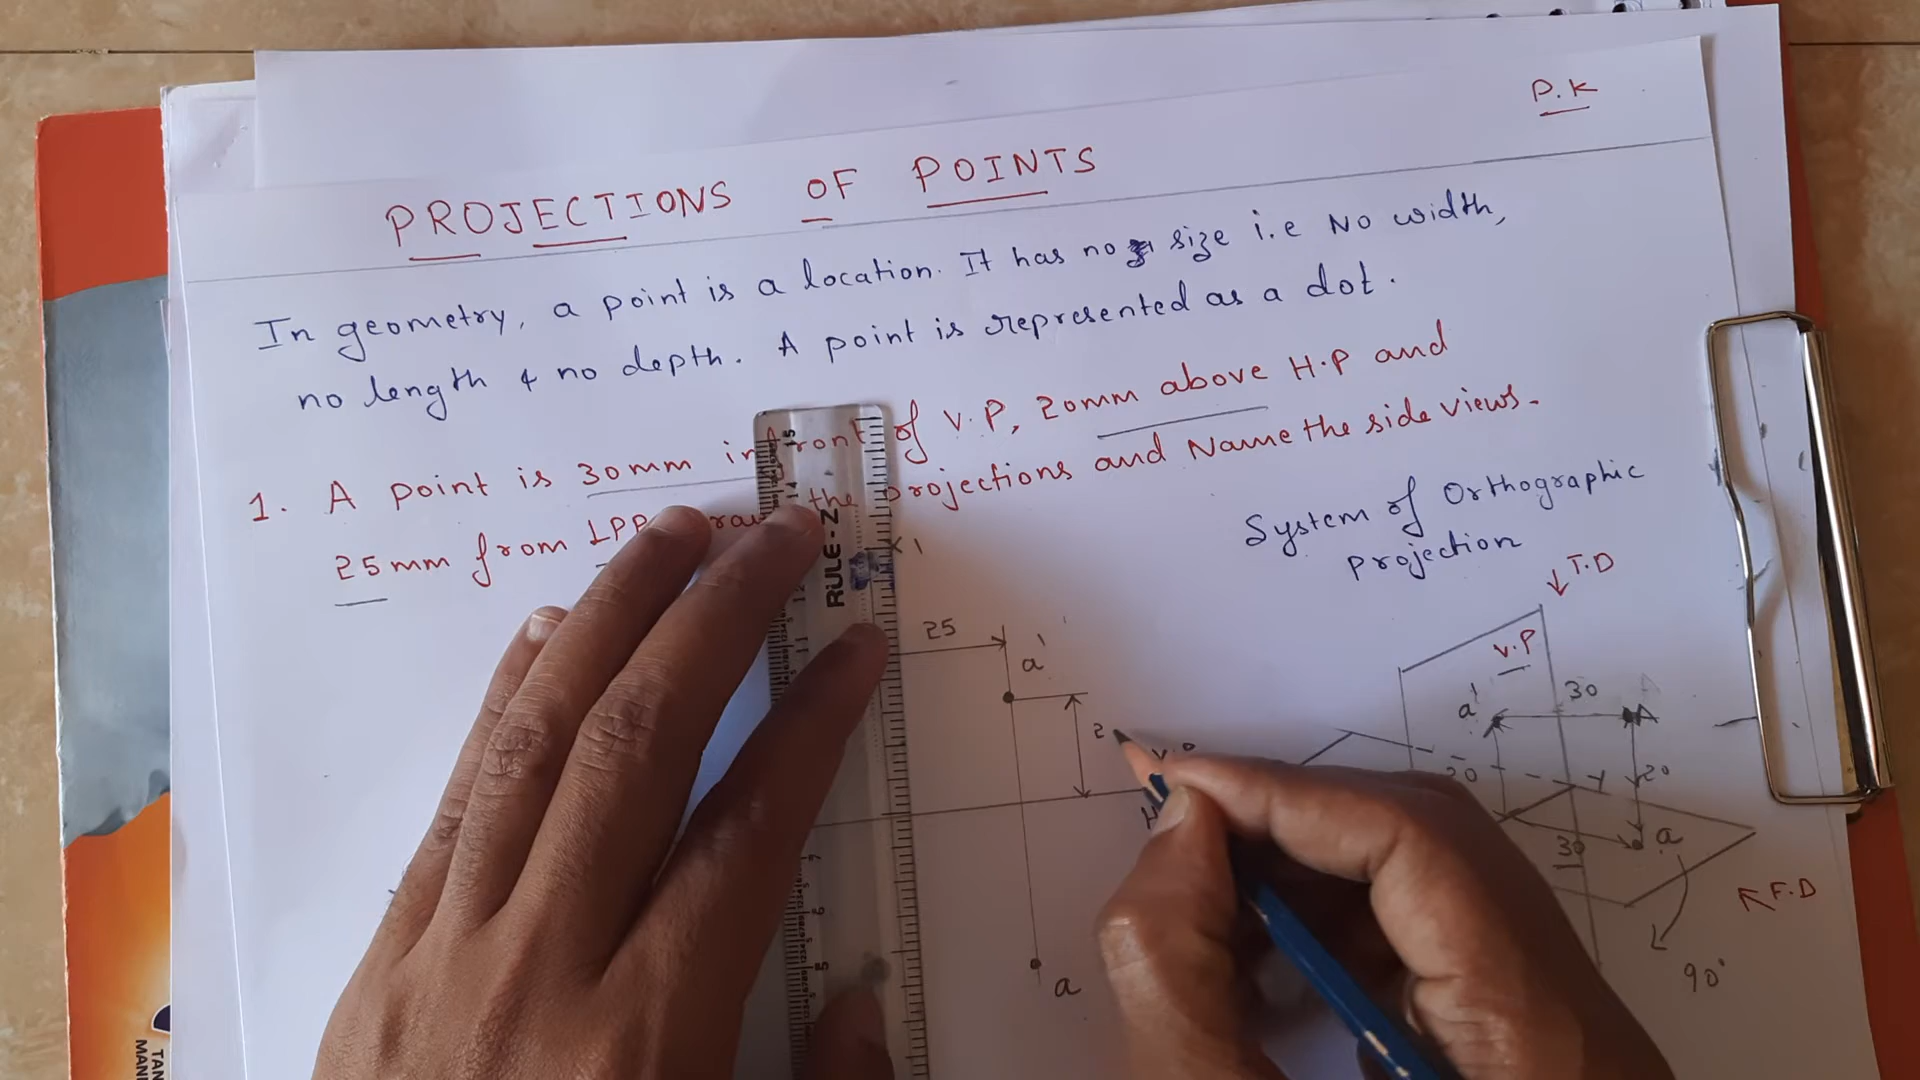 P.K
PROJECTIONS OF POINTS
In geometry, a point is a location. It has no size i.e No width,
no length & no depth. A point is represented as a dot.
1. A point is 30mm in front of V.P, 20mm above H.P and
25mm from LPP the projections and Name the side views.
System of Orthographic
projection
T.D
RULE-Z
X1
25
a'
2
V.P
a
V.P
a'
30
A
20
Y
20
30
a
F.D
90°